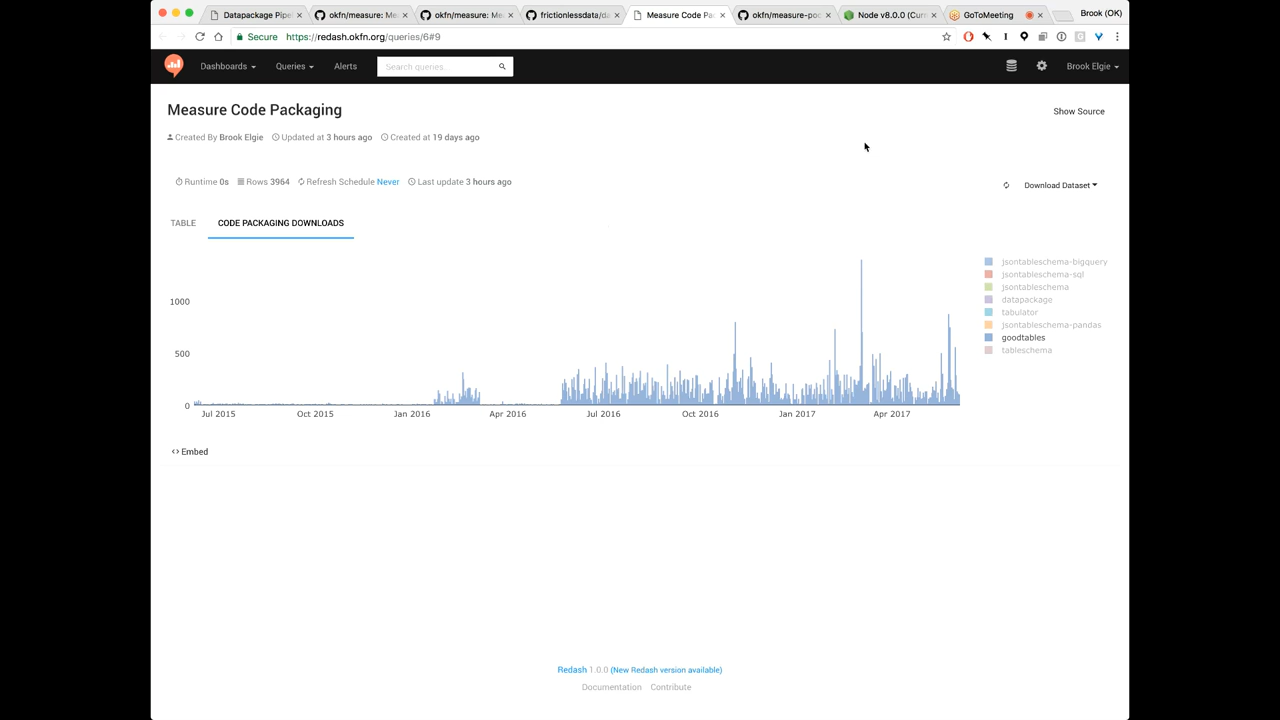 Datapackage Pipe
okfn/measure: Me
okfn/measure: Me
frictionlessdata/da
Measure Code Pa
okfn/measure-poc
Node v8.0.0 (Curr
GoToMeeting
Brook (OK)
Secure https://redash.okfn.org/queries/6#9
Dashboards Queries Alerts Search queries Brook Elgie
Measure Code Packaging
Show Source
Created By Brook Elgie Updated at 3 hours ago Created at 19 days ago
Runtime 0s Rows 3964 Refresh Schedule Never Last update 3 hours ago
Download Dataset
TABLE CODE PACKAGING DOWNLOADS
1000
500
0
Jul 2015 Oct 2015 Jan 2016 Apr 2016 Jul 2016 Oct 2016 Jan 2017 Apr 2017
jsontableschema-bigquery
jsontableschema-sql
jsontableschema
datapackage
tabulator
jsontableschema-pandas
goodtables
tableschema
<> Embed
Redash 1.0.0 (New Redash version available)
Documentation Contribute